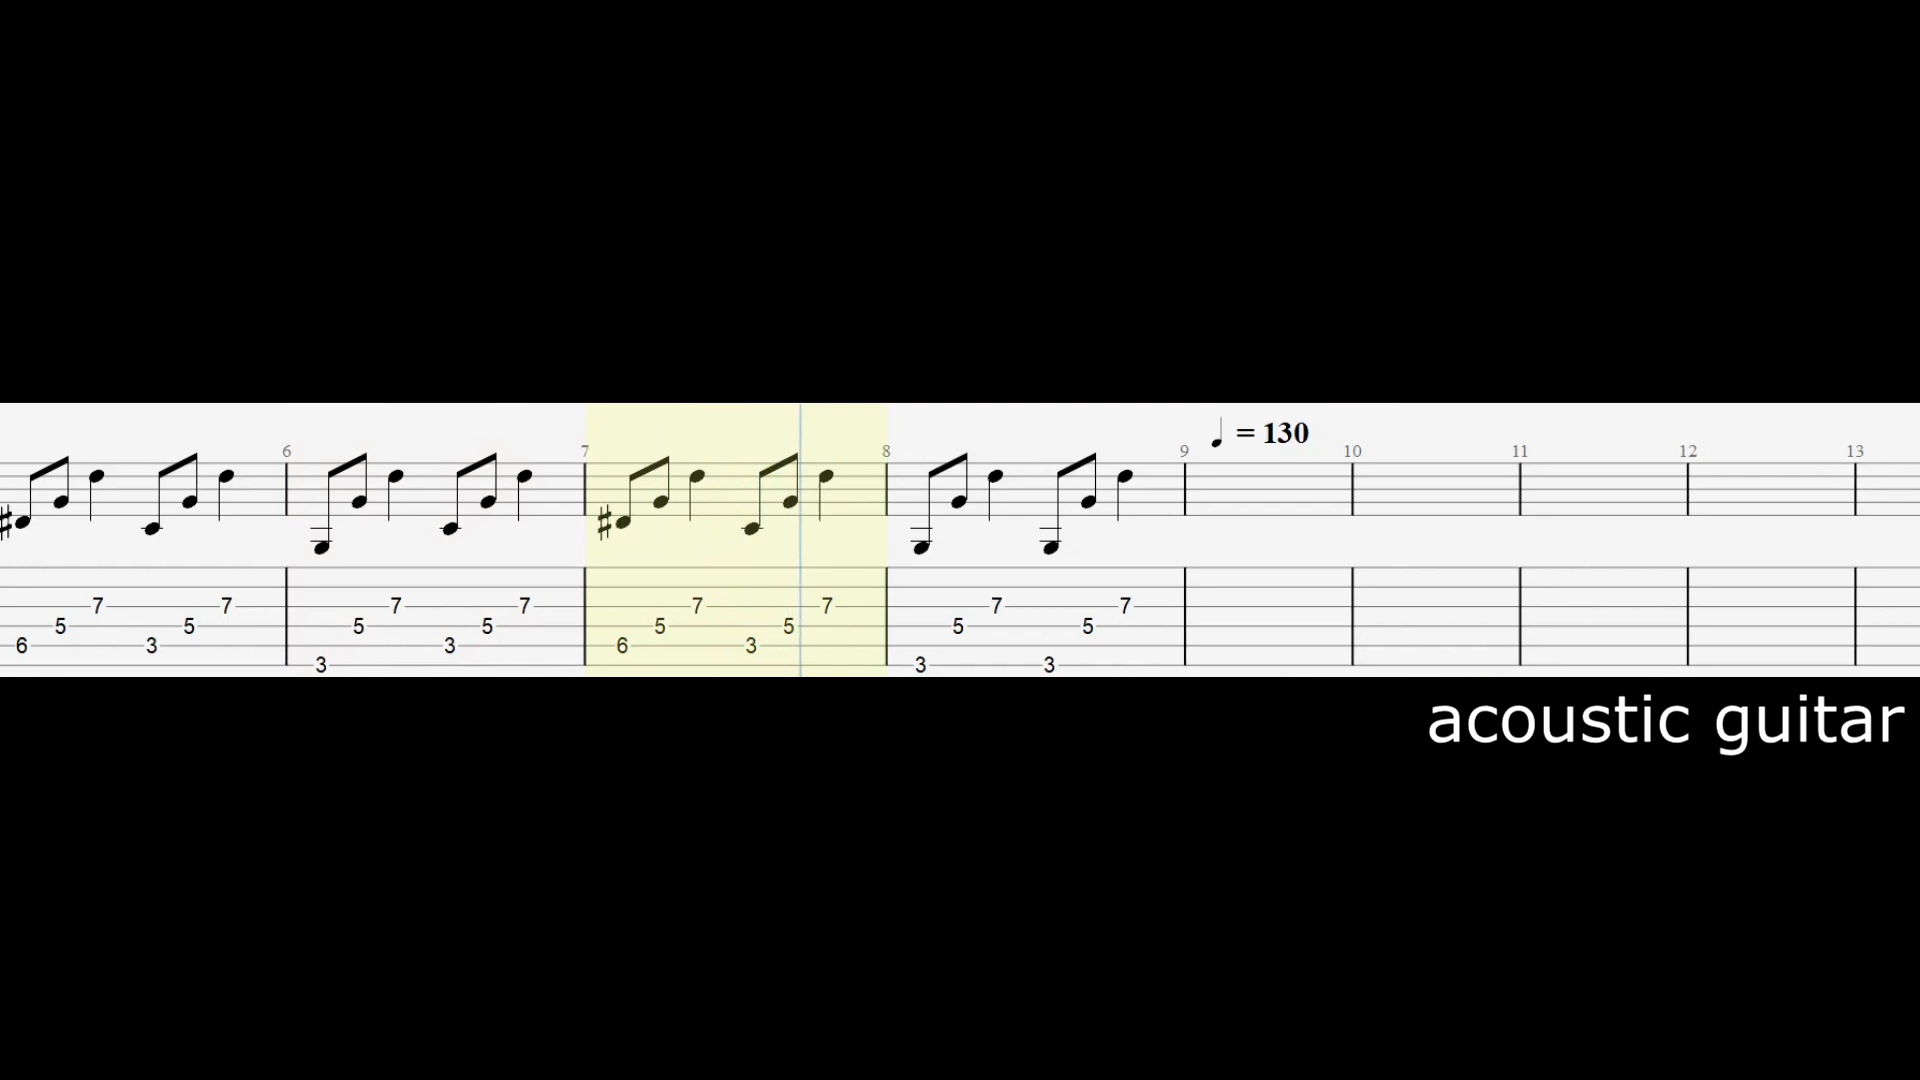 ♩ = 130
6 7 8 9 10 11 12 13
7 7 7 7 7 7 7 7
5 5 5 5 5 5 5 5
6 3 3 6 3
3 3 3
acoustic guitar